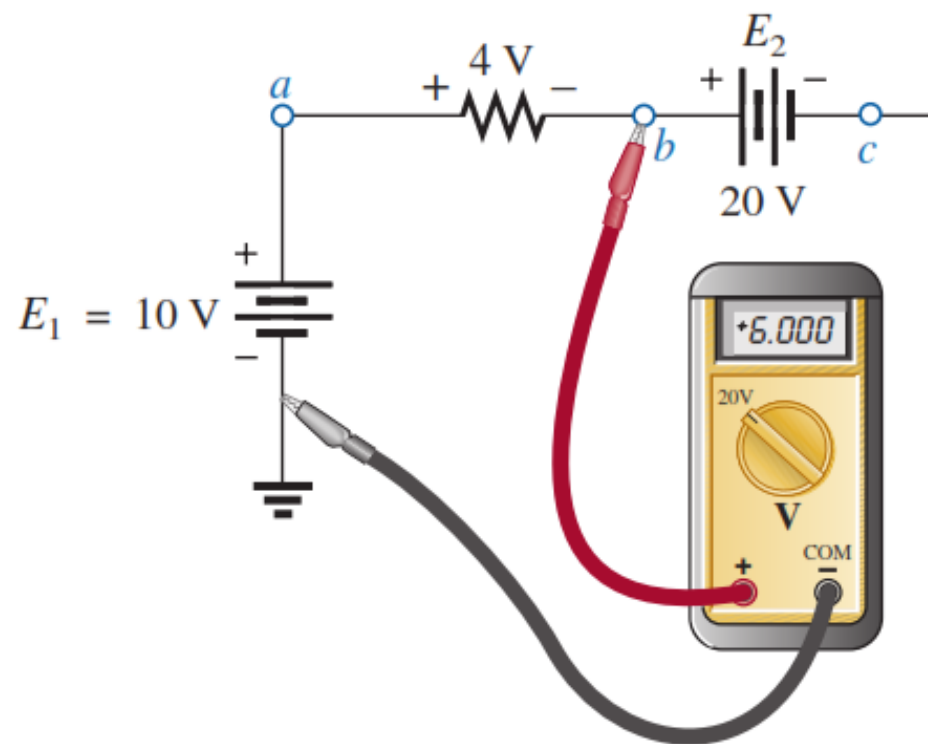 E₂
+ 4 V −
+ −
a
b
c
20 V
+
E₁ = 10 V
−
+6.000
20V
V
COM
+ −